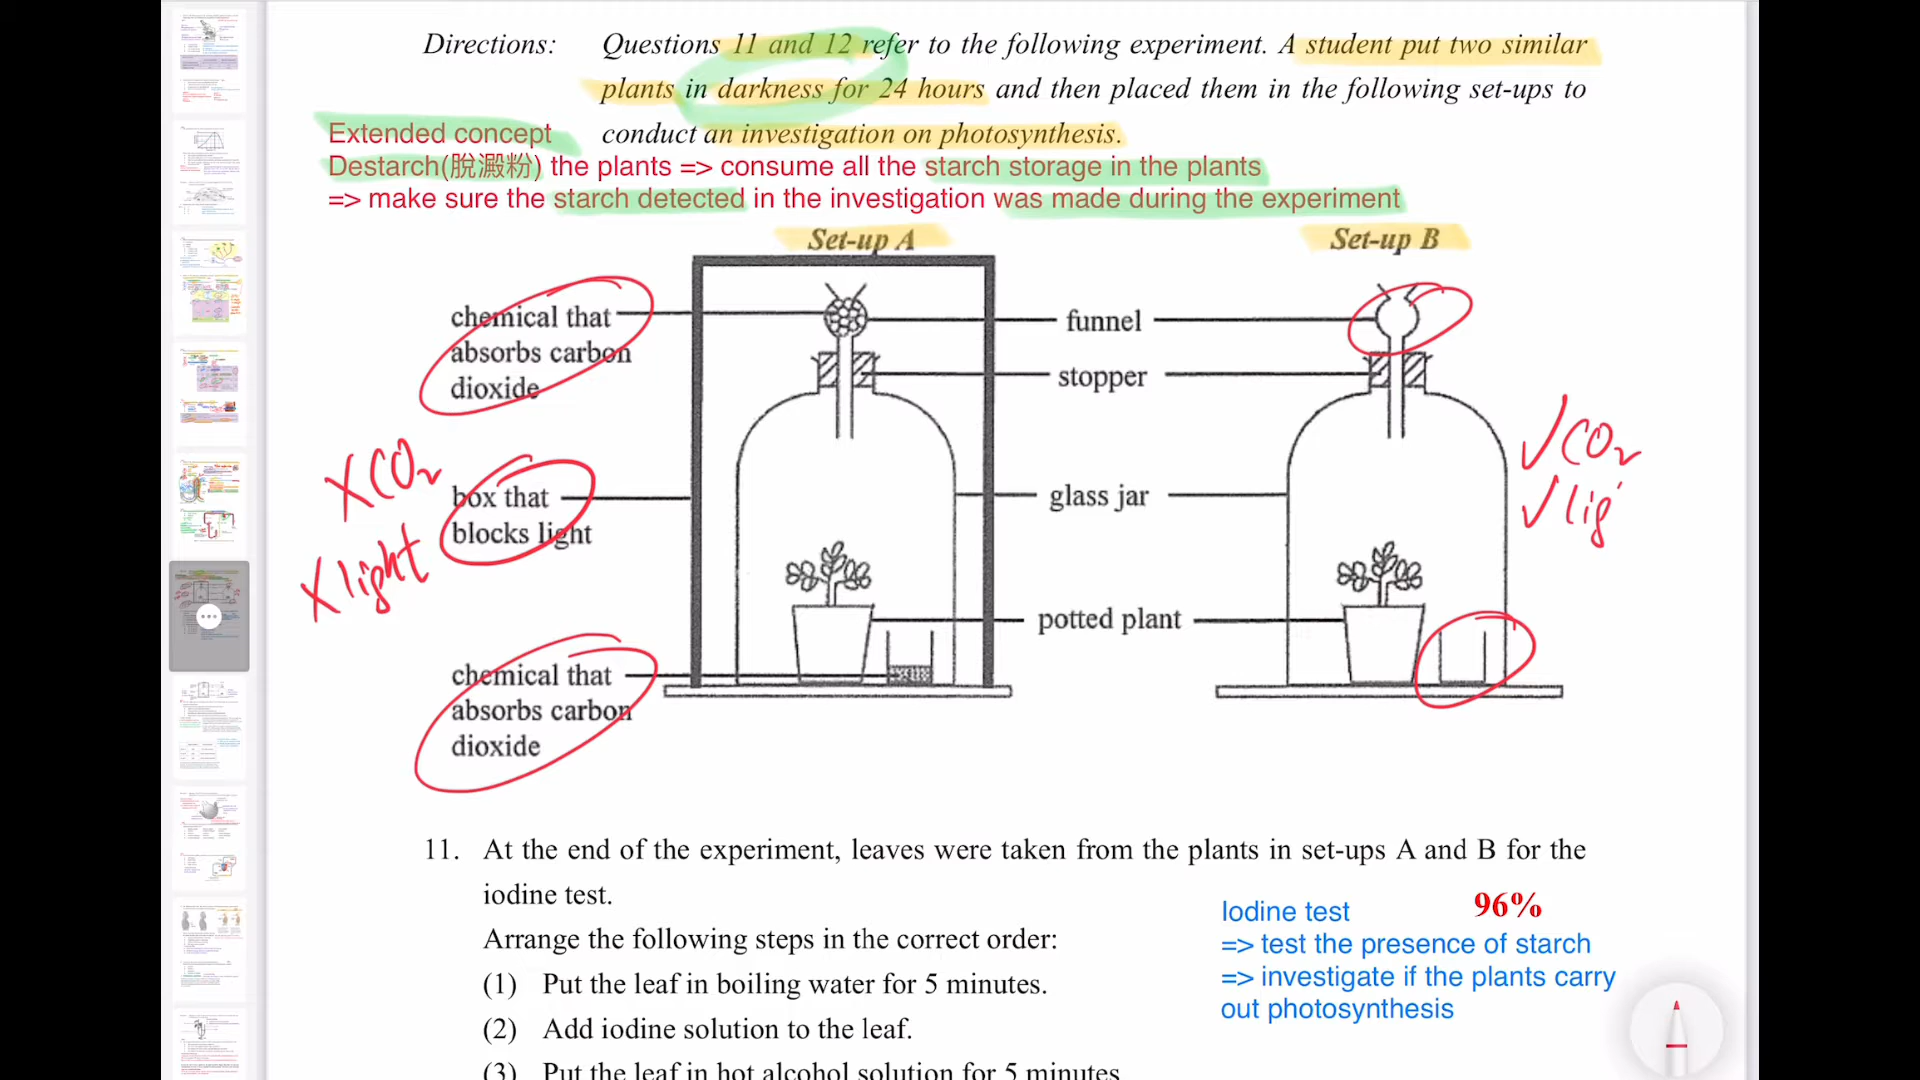 Directions: Questions 11 and 12 refer to the following experiment. A student put two similar
plants in darkness for 24 hours and then placed them in the following set-ups to
conduct an investigation on photosynthesis.
Extended concept
Destarch(脫澱粉) the plants => consume all the starch storage in the plants
=> make sure the starch detected in the investigation was made during the experiment
Set-up A
Set-up B
chemical that
absorbs carbon
dioxide
funnel
stopper
✓CO₂
✓lig
XCO₂
Xlight
box that
blocks light
glass jar
potted plant
chemical that
absorbs carbon
dioxide
11. At the end of the experiment, leaves were taken from the plants in set-ups A and B for the
iodine test.
Arrange the following steps in the correct order:
(1) Put the leaf in boiling water for 5 minutes.
(2) Add iodine solution to the leaf.
(3) Put the leaf in hot alcohol solution for 5 minutes
Iodine test
96%
=> test the presence of starch
=> investigate if the plants carry
out photosynthesis